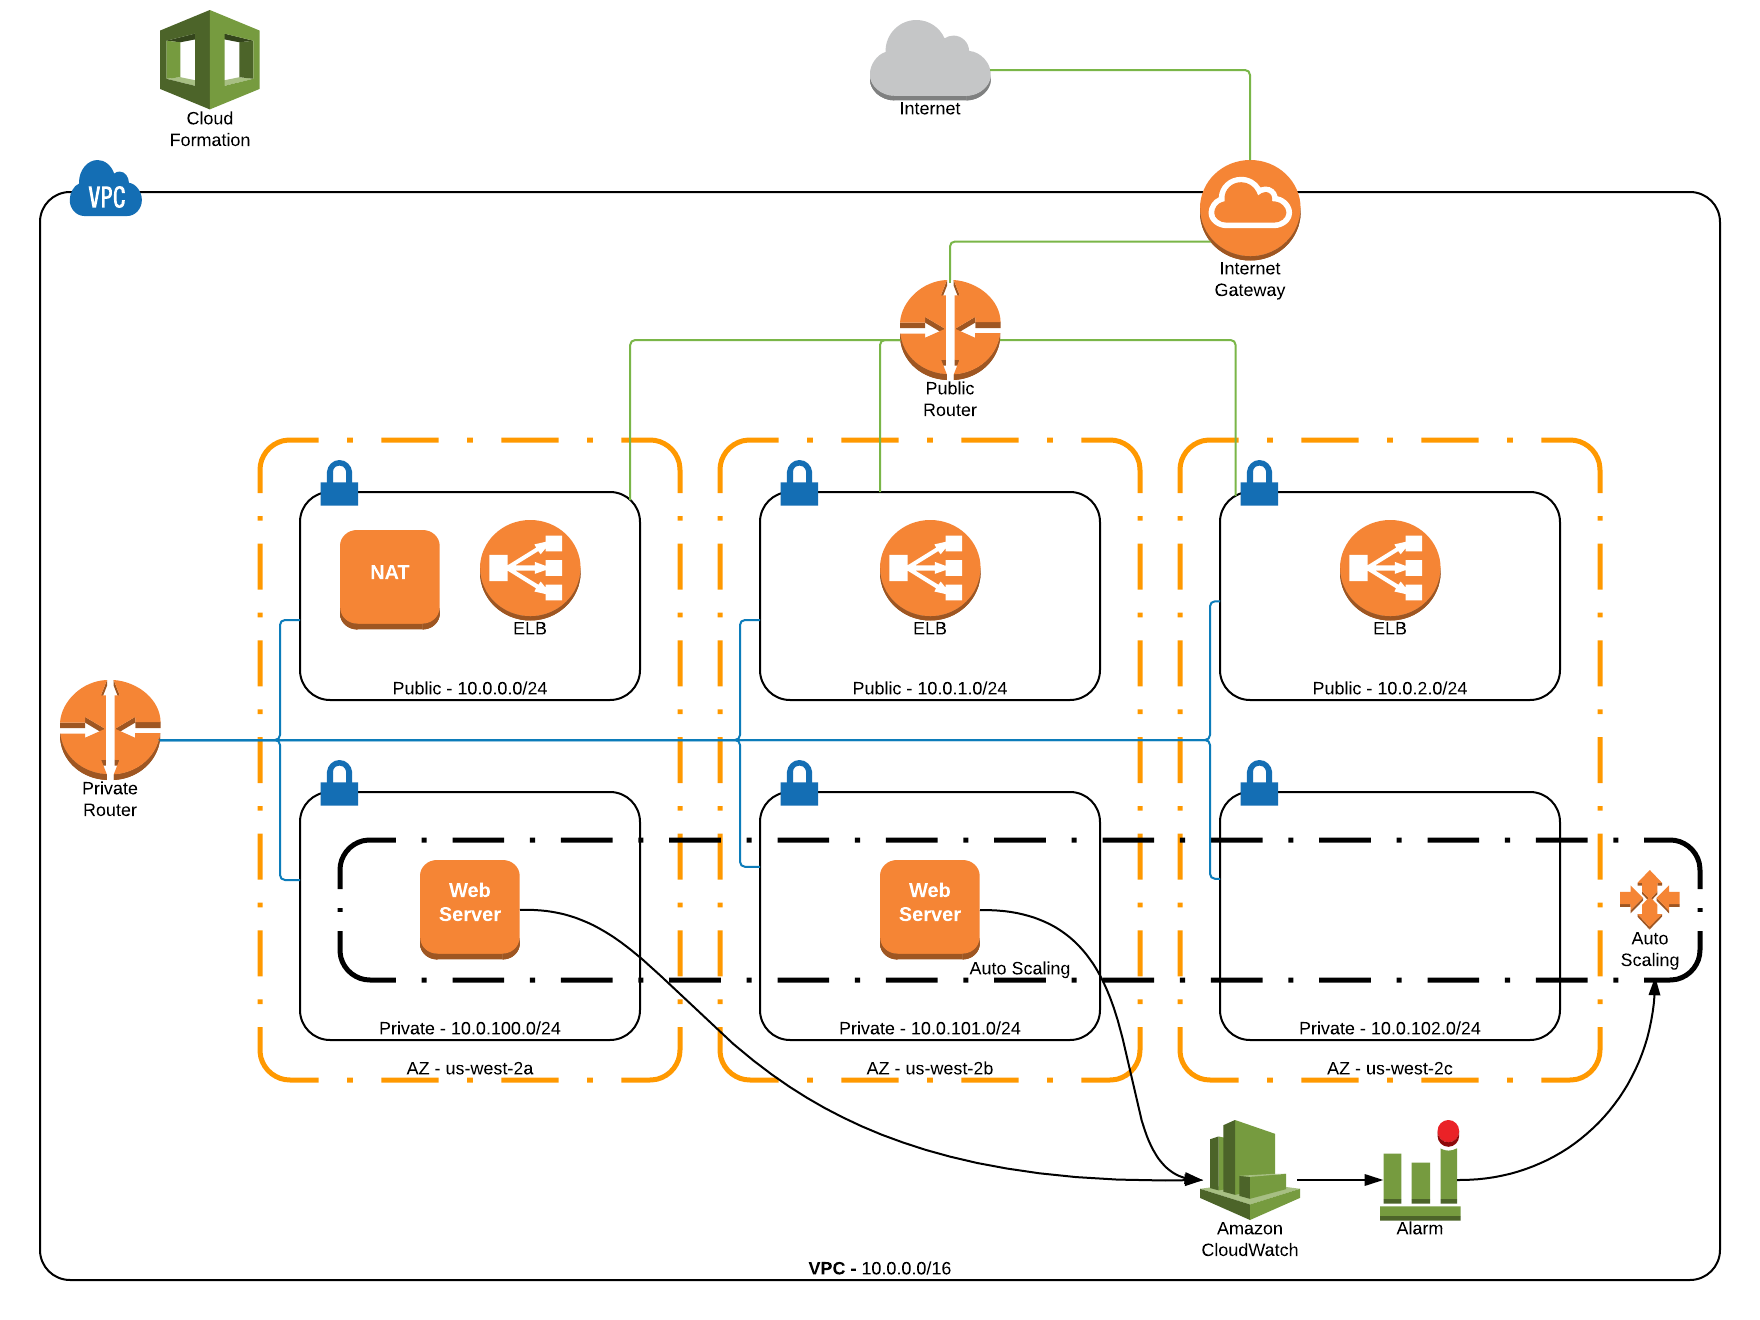 Cloud
Formation
Internet
VPC
Internet
Gateway
Public
Router
NAT
ELB
ELB
ELB
Public - 10.0.0.0/24
Public - 10.0.1.0/24
Public - 10.0.2.0/24
Private
Router
Web
Server
Web
Server
Auto
Scaling
Auto Scaling
Private - 10.0.100.0/24
Private - 10.0.101.0/24
Private - 10.0.102.0/24
AZ - us-west-2a
AZ - us-west-2b
AZ - us-west-2c
Amazon
CloudWatch
Alarm
VPC - 10.0.0.0/16